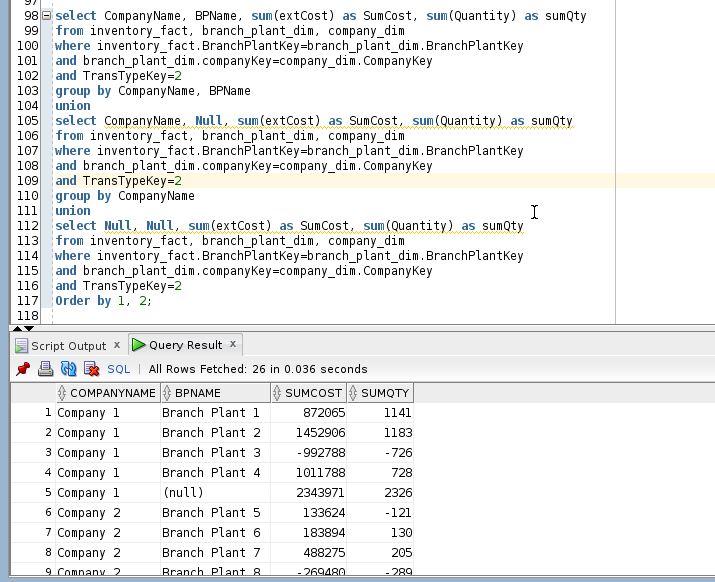 97
98 select CompanyName, BPName, sum(extCost) as SumCost, sum(Quantity) as sumQty
99 from inventory_fact, branch_plant_dim, company_dim
100 where inventory_fact.BranchPlantKey=branch_plant_dim.BranchPlantKey
101 and branch_plant_dim.companyKey=company_dim.CompanyKey
102 and TransTypeKey=2
103 group by CompanyName, BPName
104 union
105 select CompanyName, Null, sum(extCost) as SumCost, sum(Quantity) as sumQty
106 from inventory_fact, branch_plant_dim, company_dim
107 where inventory_fact.BranchPlantKey=branch_plant_dim.BranchPlantKey
108 and branch_plant_dim.companyKey=company_dim.CompanyKey
109 and TransTypeKey=2
110 group by CompanyName
111 union
112 select Null, Null, sum(extCost) as SumCost, sum(Quantity) as sumQty
113 from inventory_fact, branch_plant_dim, company_dim
114 where inventory_fact.BranchPlantKey=branch_plant_dim.BranchPlantKey
115 and branch_plant_dim.companyKey=company_dim.CompanyKey
116 and TransTypeKey=2
117 Order by 1, 2;
118
Script Output x Query Result x
SQL | All Rows Fetched: 26 in 0.036 seconds
COMPANYNAME BPNAME SUMCOST SUMQTY
1 Company 1 Branch Plant 1 872065 1141
2 Company 1 Branch Plant 2 1452906 1183
3 Company 1 Branch Plant 3 -992788 -726
4 Company 1 Branch Plant 4 1011788 728
5 Company 1 (null) 2343971 2326
6 Company 2 Branch Plant 5 133624 -121
7 Company 2 Branch Plant 6 183894 130
8 Company 2 Branch Plant 7 488275 205
9 Company 2 Branch Plant 8 -269480 -289